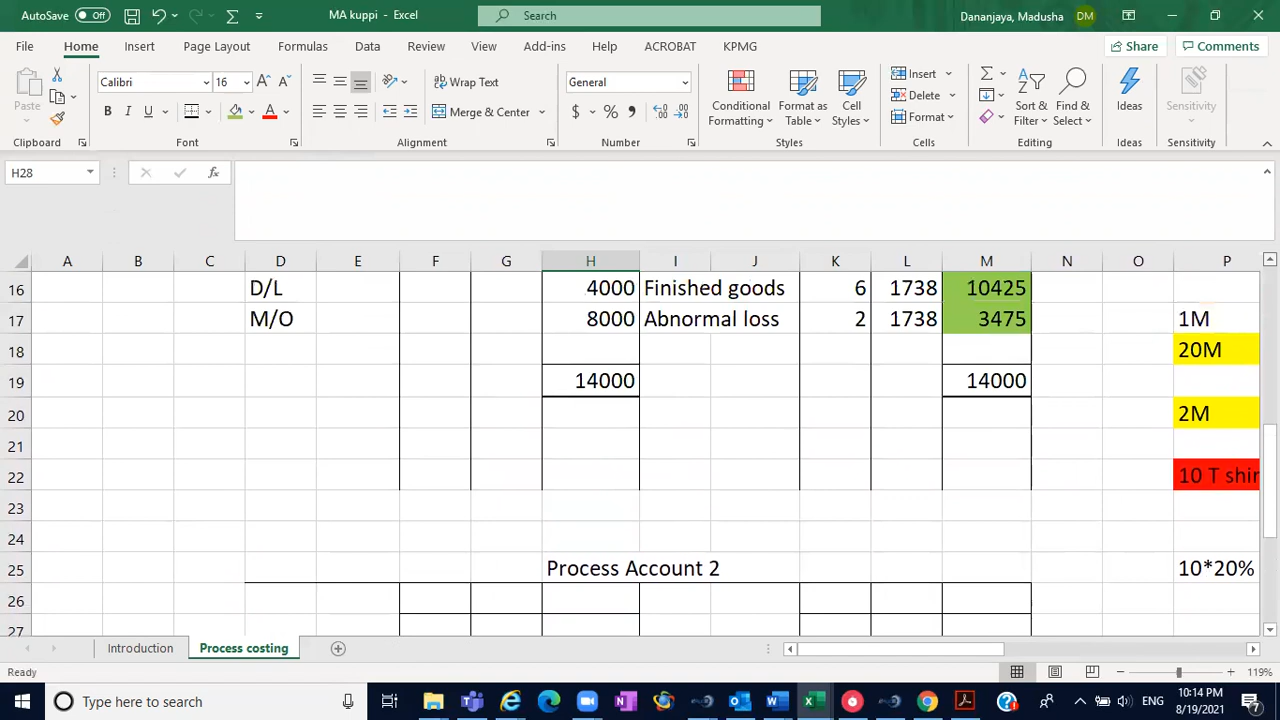 AutoSave Off MA kuppi - Excel Search Dananjaya, Madusha DM
File Home Insert Page Layout Formulas Data Review View Add-ins Help ACROBAT KPMG Share Comments
Paste Calibri 16 Wrap Text General Conditional Formatting Format as Table Cell Styles Insert Delete Format Sort & Filter Find & Select Ideas Sensitivity
B I U Merge & Center $ %
Clipboard Font Alignment Number Styles Cells Editing Ideas Sensitivity
H28 fx
A B C D E F G H I J K L M N O P
16 D/L 4000 Finished goods 6 1738 10425
17 M/O 8000 Abnormal loss 2 1738 3475 1M
18 20M
19 14000 14000
20 2M
21
22 10 T shir
23
24
25 Process Account 2 10*20%
26
27
Introduction Process costing
Ready 119%
Type here to search ENG 10:14 PM 8/19/2021 7